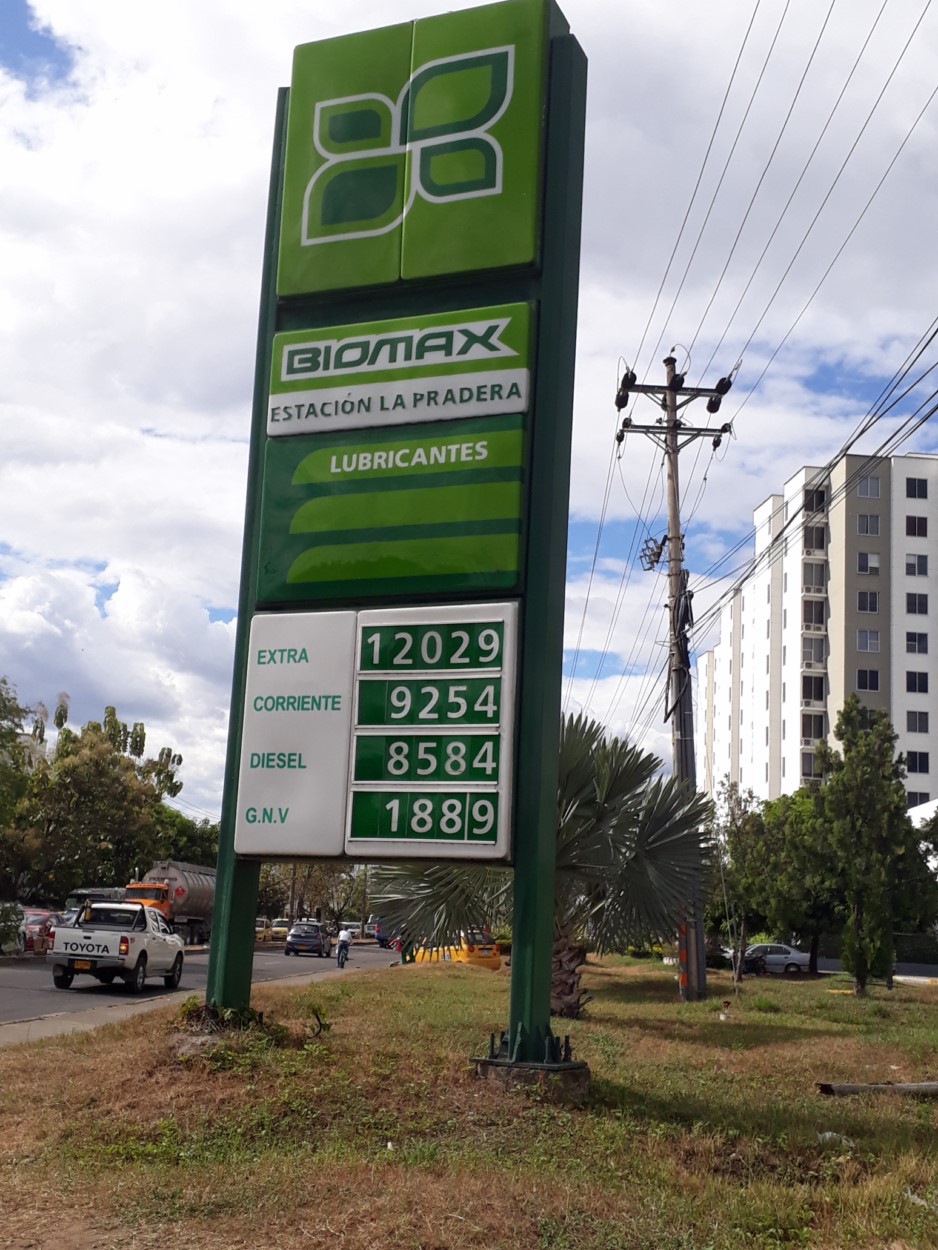 BIOMAX
ESTACIÓN LA PRADERA
LUBRICANTES
EXTRA 12029
CORRIENTE 9254
DIESEL 8584
G.N.V 1889
TOYOTA